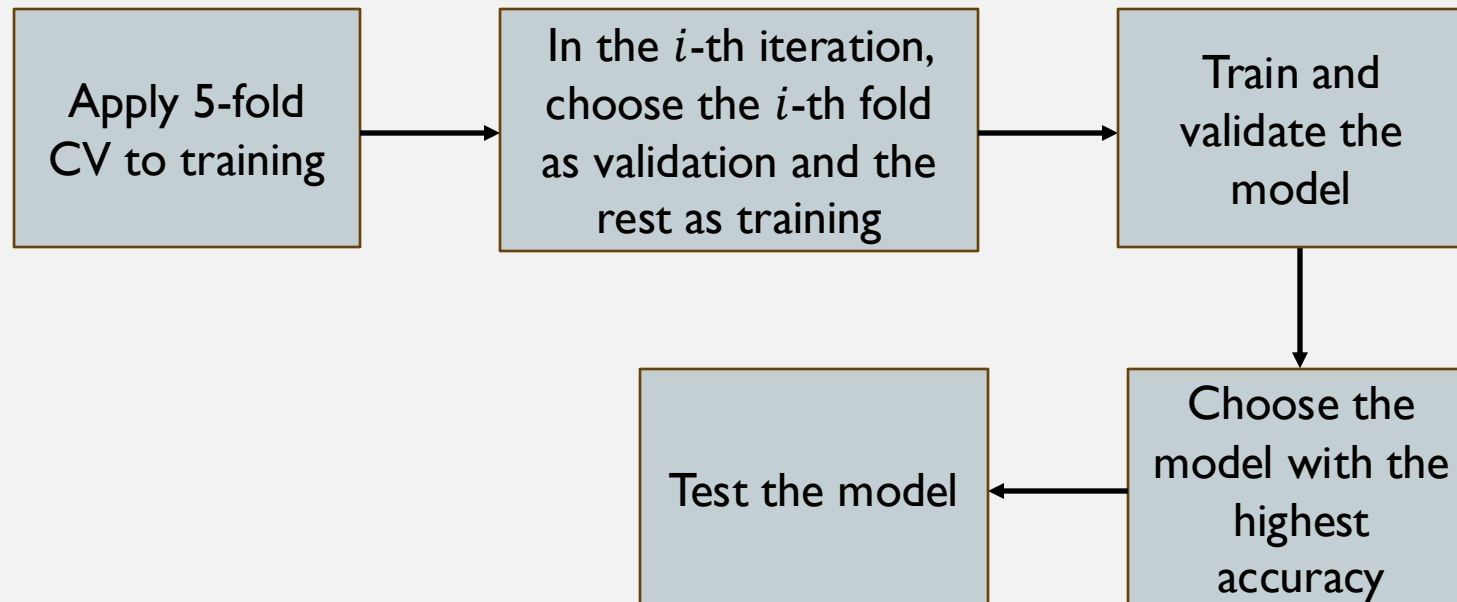 Apply 5-fold
CV to training
In the i-th iteration,
choose the i-th fold
as validation and the
rest as training
Train and
validate the
model
Choose the
model with the
highest
accuracy
Test the model